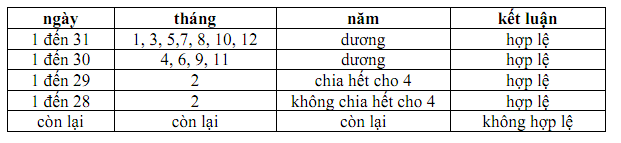 ngày tháng năm kết luận
1 đến 31 1, 3, 5,7, 8, 10, 12 dương hợp lệ
1 đến 30 4, 6, 9, 11 dương hợp lệ
1 đến 29 2 chia hết cho 4 hợp lệ
1 đến 28 2 không chia hết cho 4 hợp lệ
còn lại còn lại còn lại không hợp lệ